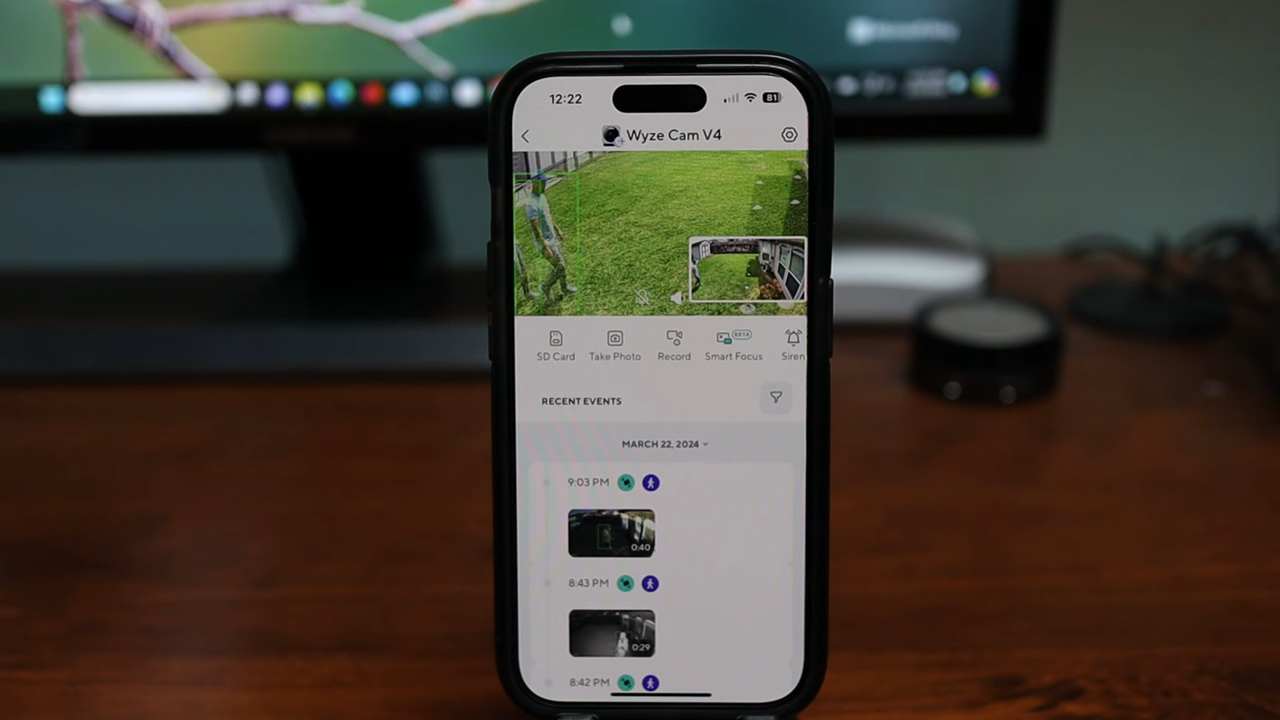 12:22 81
Wyze Cam V4
BETA
SD Card Take Photo Record Smart Focus Siren
RECENT EVENTS
MARCH 22, 2024
9:03 PM
0:40
8:43 PM
0:29
8:42 PM